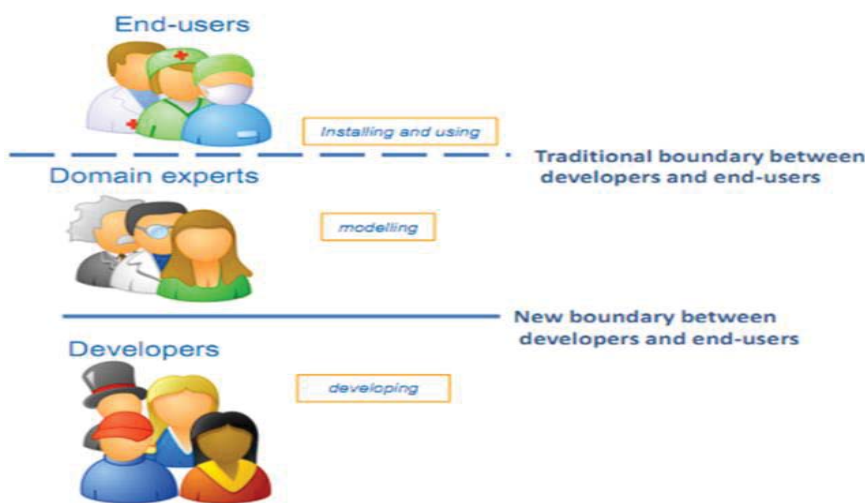 End-users
Installing and using
Traditional boundary between
developers and end-users
Domain experts
modelling
New boundary between
developers and end-users
Developers
developing